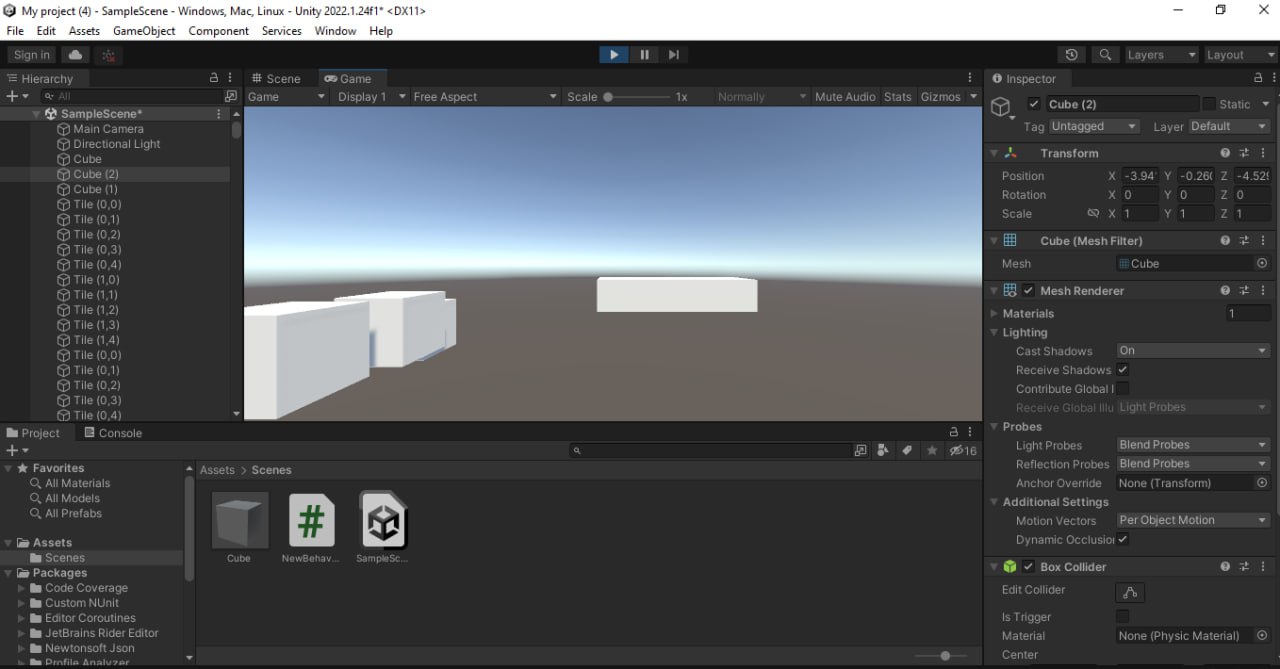 My project (4) - SampleScene - Windows, Mac, Linux - Unity 2022.1.24f1* <DX11>
File Edit Assets GameObject Component Services Window Help
Sign in
Layers
Layout
Hierarchy
All
SampleScene*
Main Camera
Directional Light
Cube
Cube (2)
Cube (1)
Tile (0,0)
Tile (0,1)
Tile (0,2)
Tile (0,3)
Tile (0,4)
Tile (1,0)
Tile (1,1)
Tile (1,2)
Tile (1,3)
Tile (1,4)
Tile (0,0)
Tile (0,1)
Tile (0,2)
Tile (0,3)
Tile (0,4)
Scene Game
Game Display 1 Free Aspect Scale 1x Normally Mute Audio Stats Gizmos
Inspector
Cube (2) Static
Tag Untagged Layer Default
Transform
Position X -3.94 Y -0.260 Z -4.529
Rotation X 0 Y 0 Z 0
Scale X 1 Y 1 Z 1
Cube (Mesh Filter)
Mesh Cube
Mesh Renderer
Materials 1
Lighting
Cast Shadows On
Receive Shadows
Contribute Global I
Receive Global Illu Light Probes
Probes
Light Probes Blend Probes
Reflection Probes Blend Probes
Anchor Override None (Transform)
Additional Settings
Motion Vectors Per Object Motion
Dynamic Occlusion
Box Collider
Edit Collider
Is Trigger
Material None (Physic Material)
Center
Project Console
16
Favorites
All Materials
All Models
All Prefabs
Assets
Scenes
Packages
Code Coverage
Custom NUnit
Editor Coroutines
JetBrains Rider Editor
Newtonsoft Json
Profile Analyzer
Assets > Scenes
Cube
NewBehav...
SampleSc...